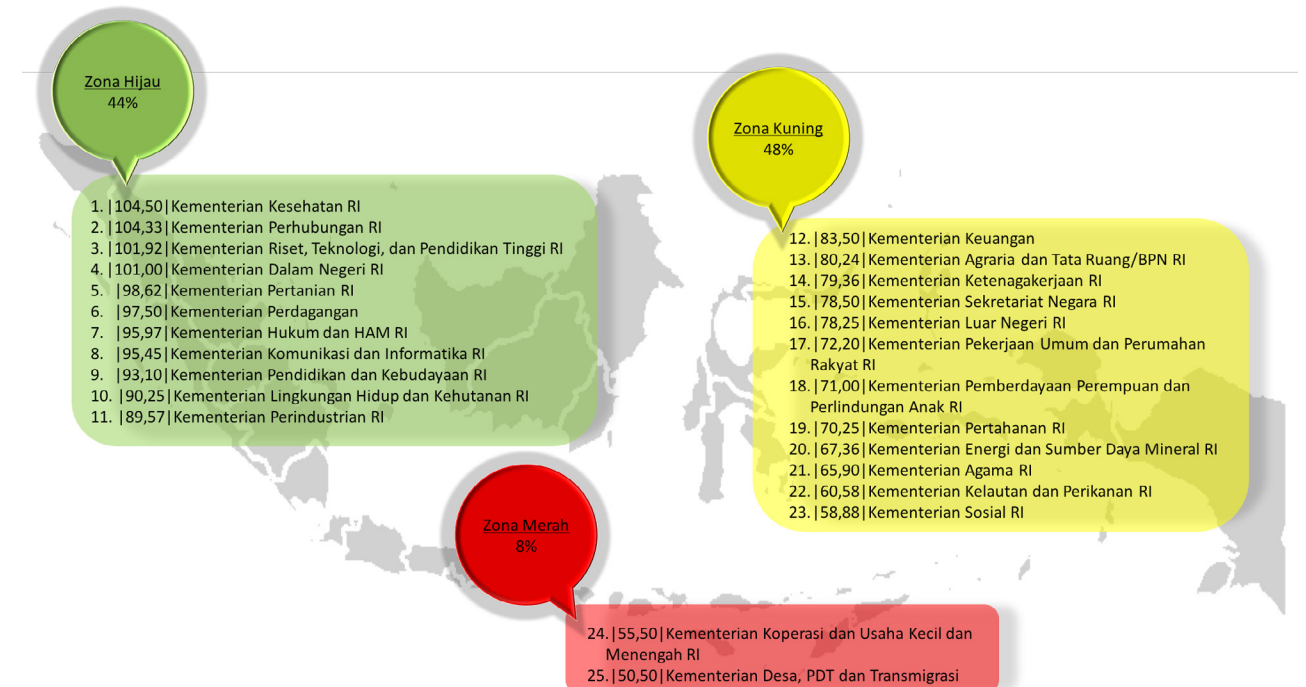 Zona Hijau
44%
1. |104,50|Kementerian Kesehatan RI
2. |104,33|Kementerian Perhubungan RI
3. |101,92|Kementerian Riset, Teknologi, dan Pendidikan Tinggi RI
4. |101,00|Kementerian Dalam Negeri RI
5. |98,62|Kementerian Pertanian RI
6. |97,50|Kementerian Perdagangan
7. |95,97|Kementerian Hukum dan HAM RI
8. |95,45|Kementerian Komunikasi dan Informatika RI
9. |93,10|Kementerian Pendidikan dan Kebudayaan RI
10. |90,25|Kementerian Lingkungan Hidup dan Kehutanan RI
11. |89,57|Kementerian Perindustrian RI
Zona Kuning
48%
12.|83,50|Kementerian Keuangan
13.|80,24|Kementerian Agraria dan Tata Ruang/BPN RI
14.|79,36|Kementerian Ketenagakerjaan RI
15.|78,50|Kementerian Sekretariat Negara RI
16.|78,25|Kementerian Luar Negeri RI
17.|72,20|Kementerian Pekerjaan Umum dan Perumahan
Rakyat RI
18.|71,00|Kementerian Pemberdayaan Perempuan dan
Perlindungan Anak RI
19.|70,25|Kementerian Pertahanan RI
20.|67,36|Kementerian Energi dan Sumber Daya Mineral RI
21.|65,90|Kementerian Agama RI
22.|60,58|Kementerian Kelautan dan Perikanan RI
23.|58,88|Kementerian Sosial RI
Zona Merah
8%
24.|55,50|Kementerian Koperasi dan Usaha Kecil dan
Menengah RI
25.|50,50|Kementerian Desa, PDT dan Transmigrasi